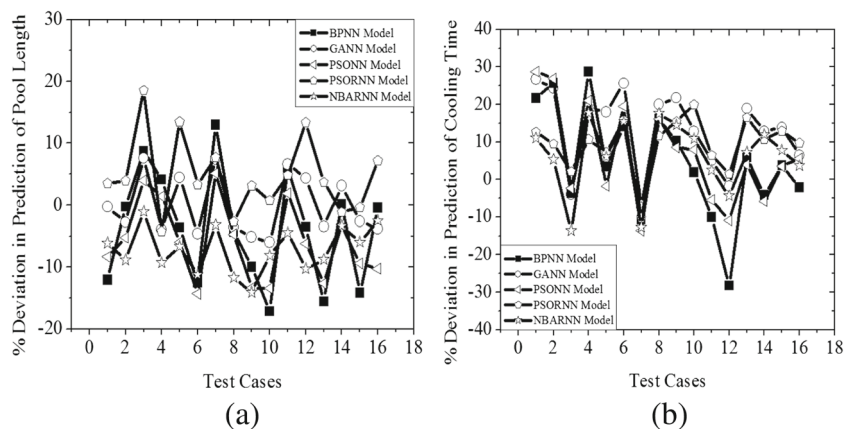 30
20
10
0
-10
-20
0 2 4 6 8 10 12 14 16 18
% Deviation in Prediction of Pool Length
Test Cases
BPNN Model
GANN Model
PSONN Model
PSORNN Model
NBARNN Model
(a)
40
30
20
10
0
-10
-20
-30
-40
0 2 4 6 8 10 12 14 16 18
% Deviation in Prediction of Cooling Time
Test Cases
BPNN Model
GANN Model
PSONN Model
PSORNN Model
NBARNN Model
(b)